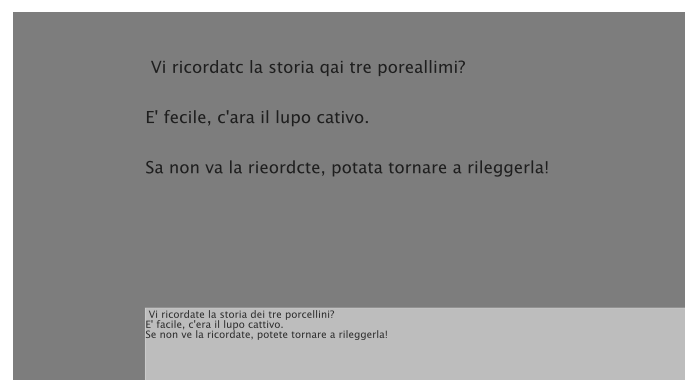 Vi ricordatc la storia qai tre poreallimi?
E' fecile, c'ara il lupo cativo.
Sa non va la rieordcte, potata tornare a rileggerla!
Vi ricordate la storia dei tre porcellini?
E' facile, c'era il lupo cattivo.
Se non ve la ricordate, potete tornare a rileggerla!